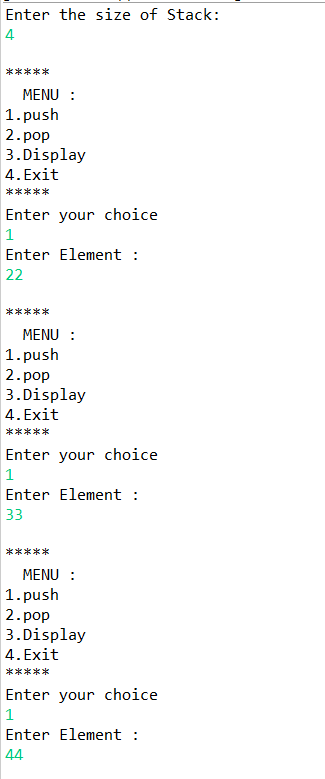 Enter the size of Stack:
4
*****
MENU :
1.push
2.pop
3.Display
4.Exit
*****
Enter your choice
1
Enter Element :
22
*****
MENU :
1.push
2.pop
3.Display
4.Exit
*****
Enter your choice
1
Enter Element :
33
*****
MENU :
1.push
2.pop
3.Display
4.Exit
*****
Enter your choice
1
Enter Element :
44